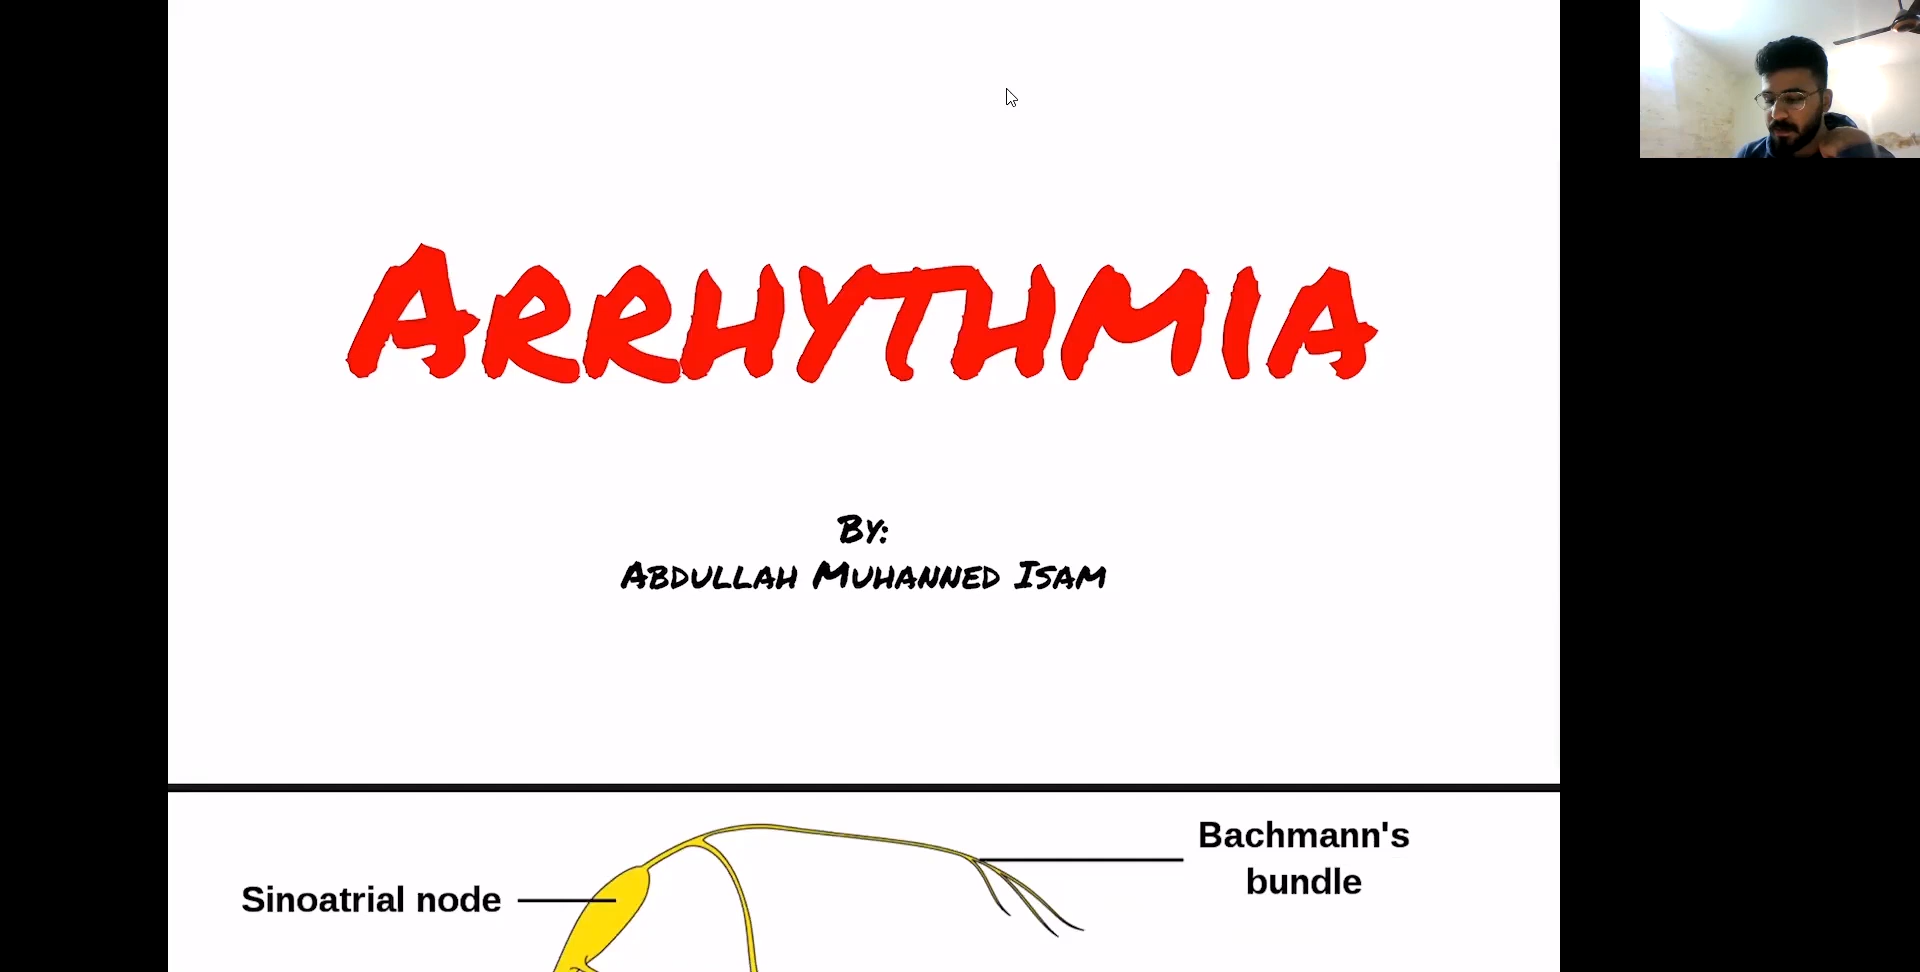 ARRHYTHMIA
BY:
ABDULLAH MUHANNED ISAM
Sinoatrial node
Bachmann's
bundle